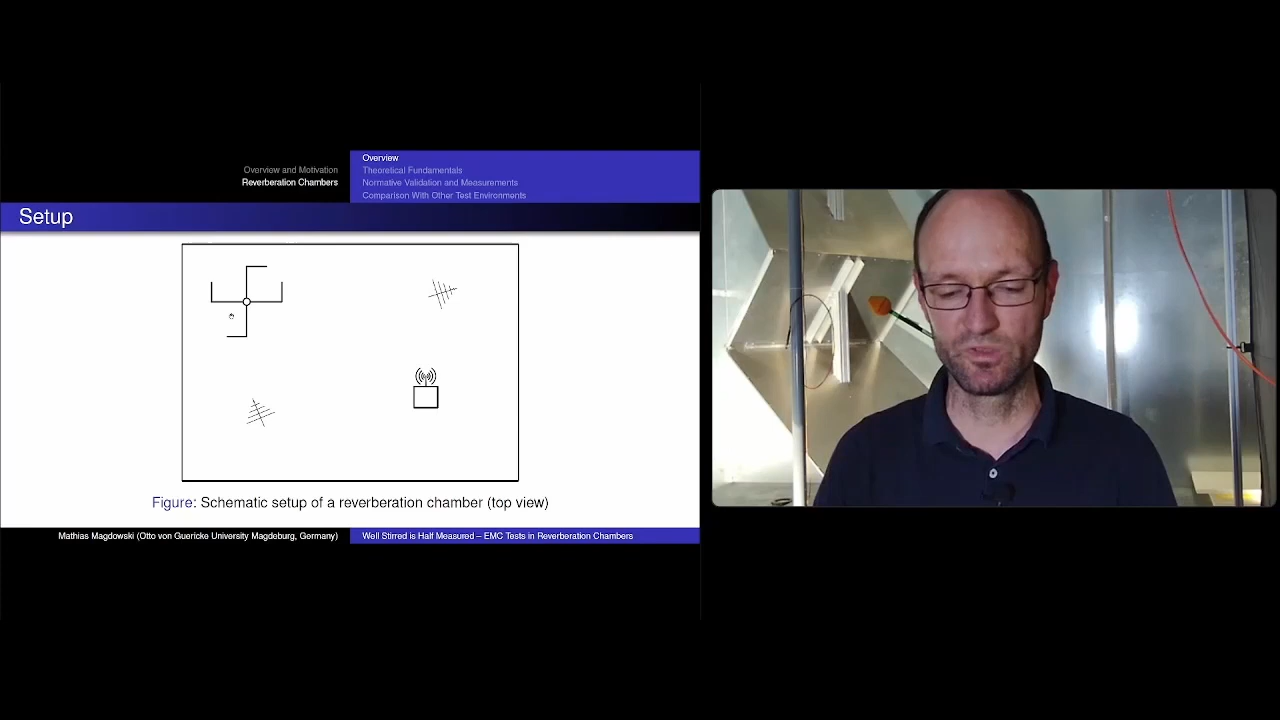 Overview and Motivation
Reverberation Chambers
Overview
Theoretical Fundamentals
Normative Validation and Measurements
Comparison With Other Test Environments
Setup
Figure: Schematic setup of a reverberation chamber (top view)
Mathias Magdowski (Otto von Guericke University Magdeburg, Germany)
Well Stirred is Half Measured – EMC Tests in Reverberation Chambers